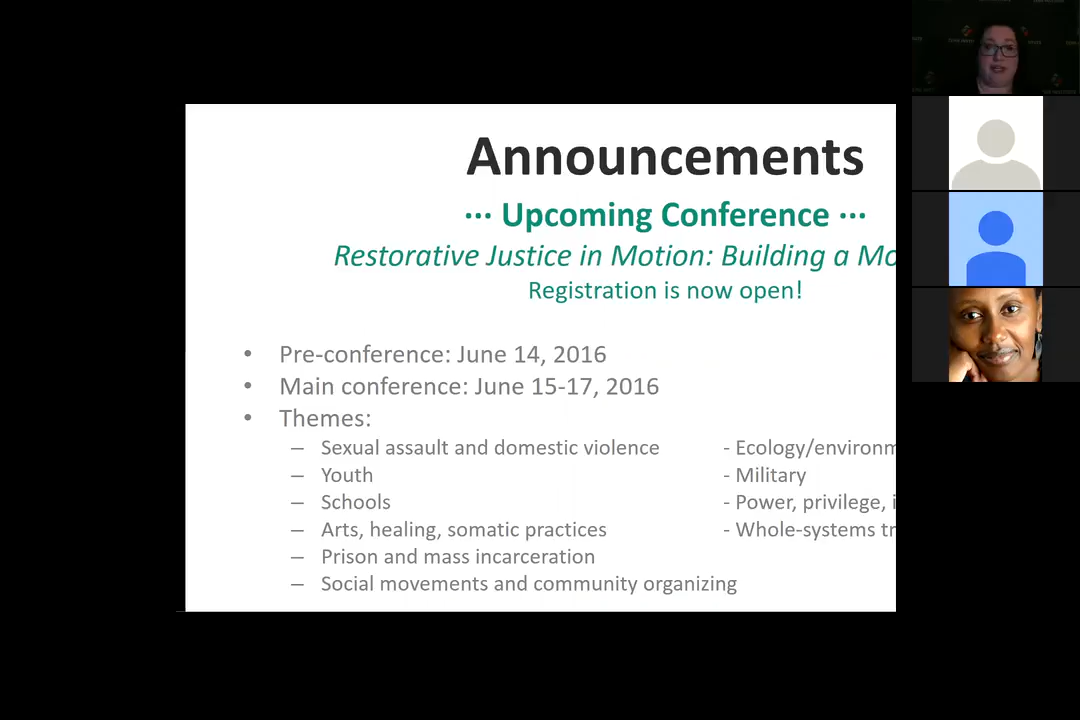 Announcements
··· Upcoming Conference ···
Restorative Justice in Motion: Building a Mo
Registration is now open!
• Pre-conference: June 14, 2016
• Main conference: June 15-17, 2016
• Themes:
– Sexual assault and domestic violence - Ecology/environm
– Youth - Military
– Schools - Power, privilege, i
– Arts, healing, somatic practices - Whole-systems tr
– Prison and mass incarceration
– Social movements and community organizing